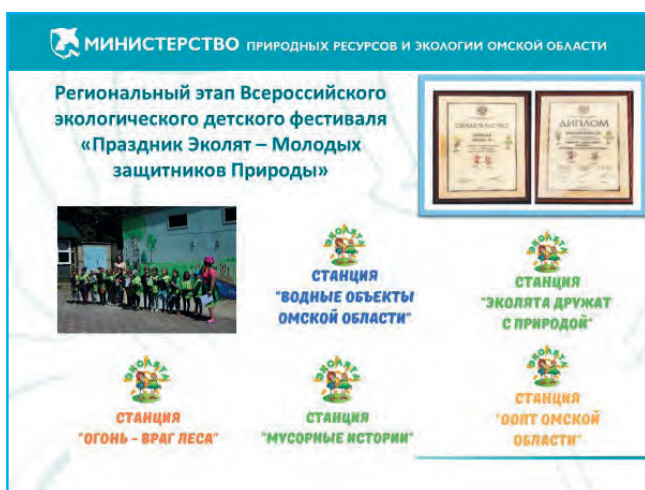 МИНИСТЕРСТВО ПРИРОДНЫХ РЕСУРСОВ И ЭКОЛОГИИ ОМСКОЙ ОБЛАСТИ
Региональный этап Всероссийского
экологического детского фестиваля
«Праздник Эколят – Молодых
защитников Природы»
СВИДЕТЕЛЬСТВО
ДИПЛОМ
ЭКОЛЯТА
СТАНЦИЯ
"ВОДНЫЕ ОБЪЕКТЫ
ОМСКОЙ ОБЛАСТИ"
ЭКОЛЯТА
СТАНЦИЯ
"ЭКОЛЯТА ДРУЖАТ
С ПРИРОДОЙ"
ЭКОЛЯТА
СТАНЦИЯ
"ОГОНЬ - ВРАГ ЛЕСА"
ЭКОЛЯТА
СТАНЦИЯ
"МУСОРНЫЕ ИСТОРИИ"
ЭКОЛЯТА
СТАНЦИЯ
"ООПТ ОМСКОЙ
ОБЛАСТИ"